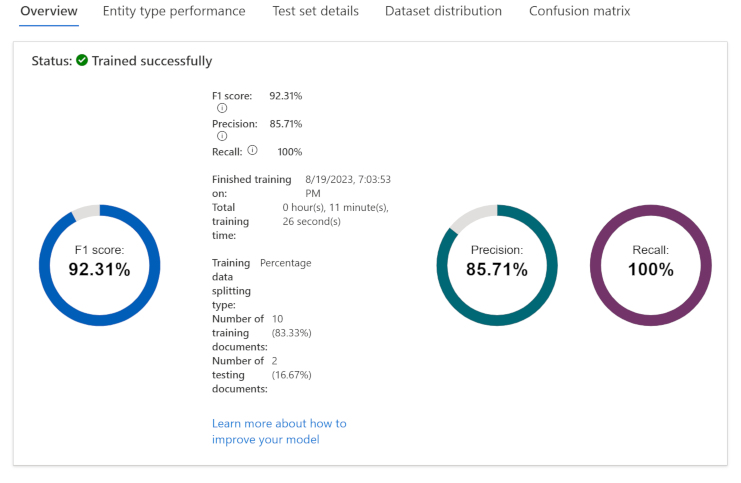 Overview Entity type performance Test set details Dataset distribution Confusion matrix
Status: Trained successfully
F1 score: 92.31%
Precision: 85.71%
Recall: 100%
Finished training on: 8/19/2023, 7:03:53 PM
Total training time: 0 hour(s), 11 minute(s), 26 second(s)
Training data splitting type: Percentage
Number of training documents: 10 (83.33%)
Number of testing documents: 2 (16.67%)
Learn more about how to
improve your model
F1 score:
92.31%
Precision:
85.71%
Recall:
100%